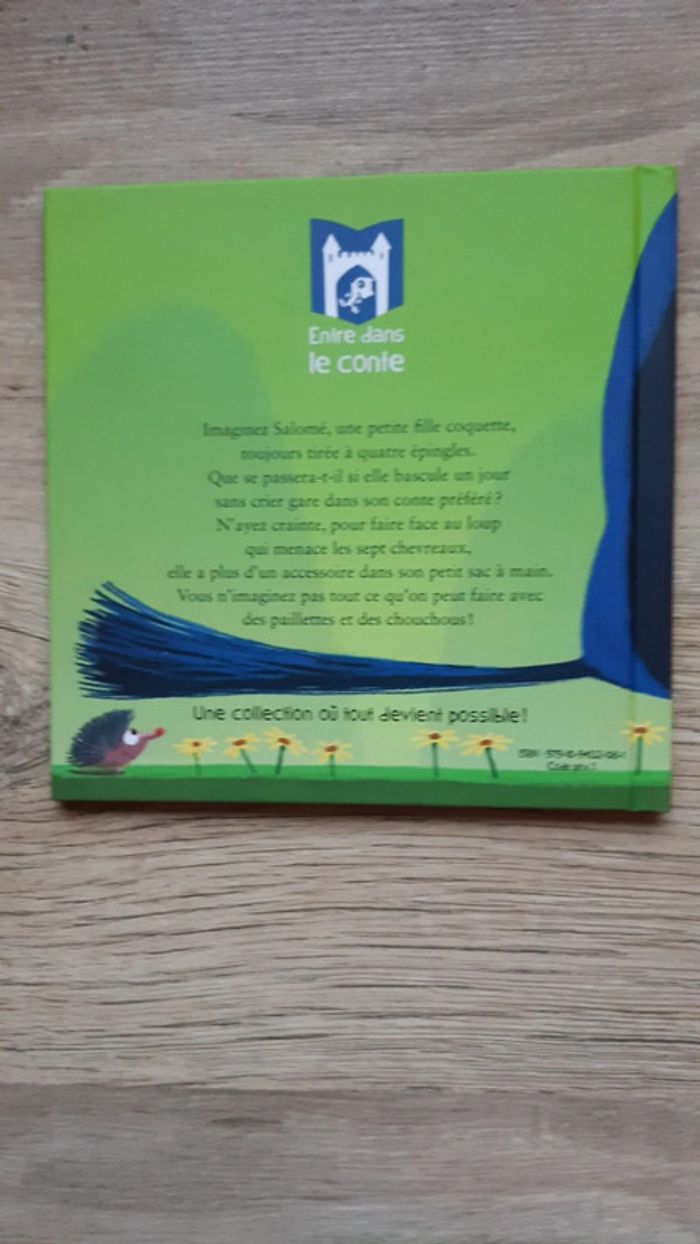 Entre dans
le conte
Imaginez Salomé, une petite fille coquette,
toujours tirée à quatre épingles.
Que se passera-t-il si elle bascule un jour
sans crier gare dans son conte préféré ?
N'ayez crainte, pour faire face au loup
qui menace les sept chevreaux,
elle a plus d'un accessoire dans son petit sac à main.
Vous n'imaginez pas tout ce qu'on peut faire avec
des paillettes et des chouchous !
Une collection où tout devient possible !
ISBN